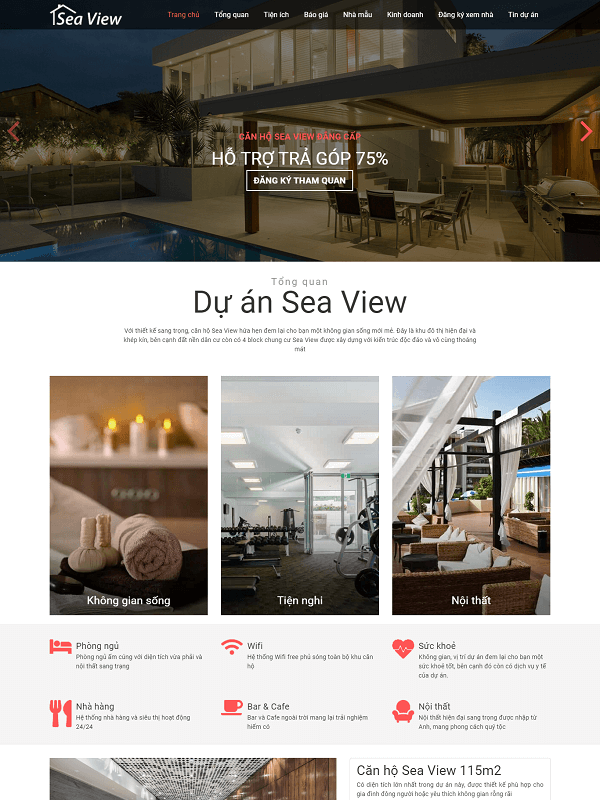 Sea View
Trang chủ Tổng quan Tiện ích Báo giá Nhà mẫu Kinh doanh Đăng ký xem nhà Tin dự án
CĂN HỘ SEA VIEW ĐẲNG CẤP
HỖ TRỢ TRẢ GÓP 75%
ĐĂNG KÝ THAM QUAN
Tổng quan
Dự án Sea View
Với thiết kế sang trọng, căn hộ Sea View hứa hẹn đem lại cho bạn một không gian sống mới mẻ. Đây là khu đô thị hiện đại và
khép kín, bên cạnh đất nền dân cư còn có 4 block chung cư Sea View được xây dựng với kiến trúc độc đáo và vô cùng thoáng
mát
Không gian sống
Tiện nghi
Nội thất
Phòng ngủ
Phòng ngủ ấm cúng với diện tích vừa phải và
nội thất sang trạng
Wifi
Hệ thống Wifi free phủ sóng toàn bộ khu căn
hộ
Sức khoẻ
Không gian, vị trí dự án đem lại cho bạn một
sức khoẻ tốt, bên cạnh đó còn có dịch vụ y tế
của dự án.
Nhà hàng
Hệ thống nhà hàng và siêu thị hoạt động
24/24
Bar & Cafe
Bar và Cafe ngoài trời mang lại trải nghiệm
hiếm có
Nội thất
Nội thất hiện đại sang trọng được nhập từ
Anh, mang phong cách quý tộc
Căn hộ Sea View 115m2
Có diện tích lớn nhất trong dự án này, được thiết kế phù hợp cho
gia đình đông người hoặc yêu thích không gian rộng rãi